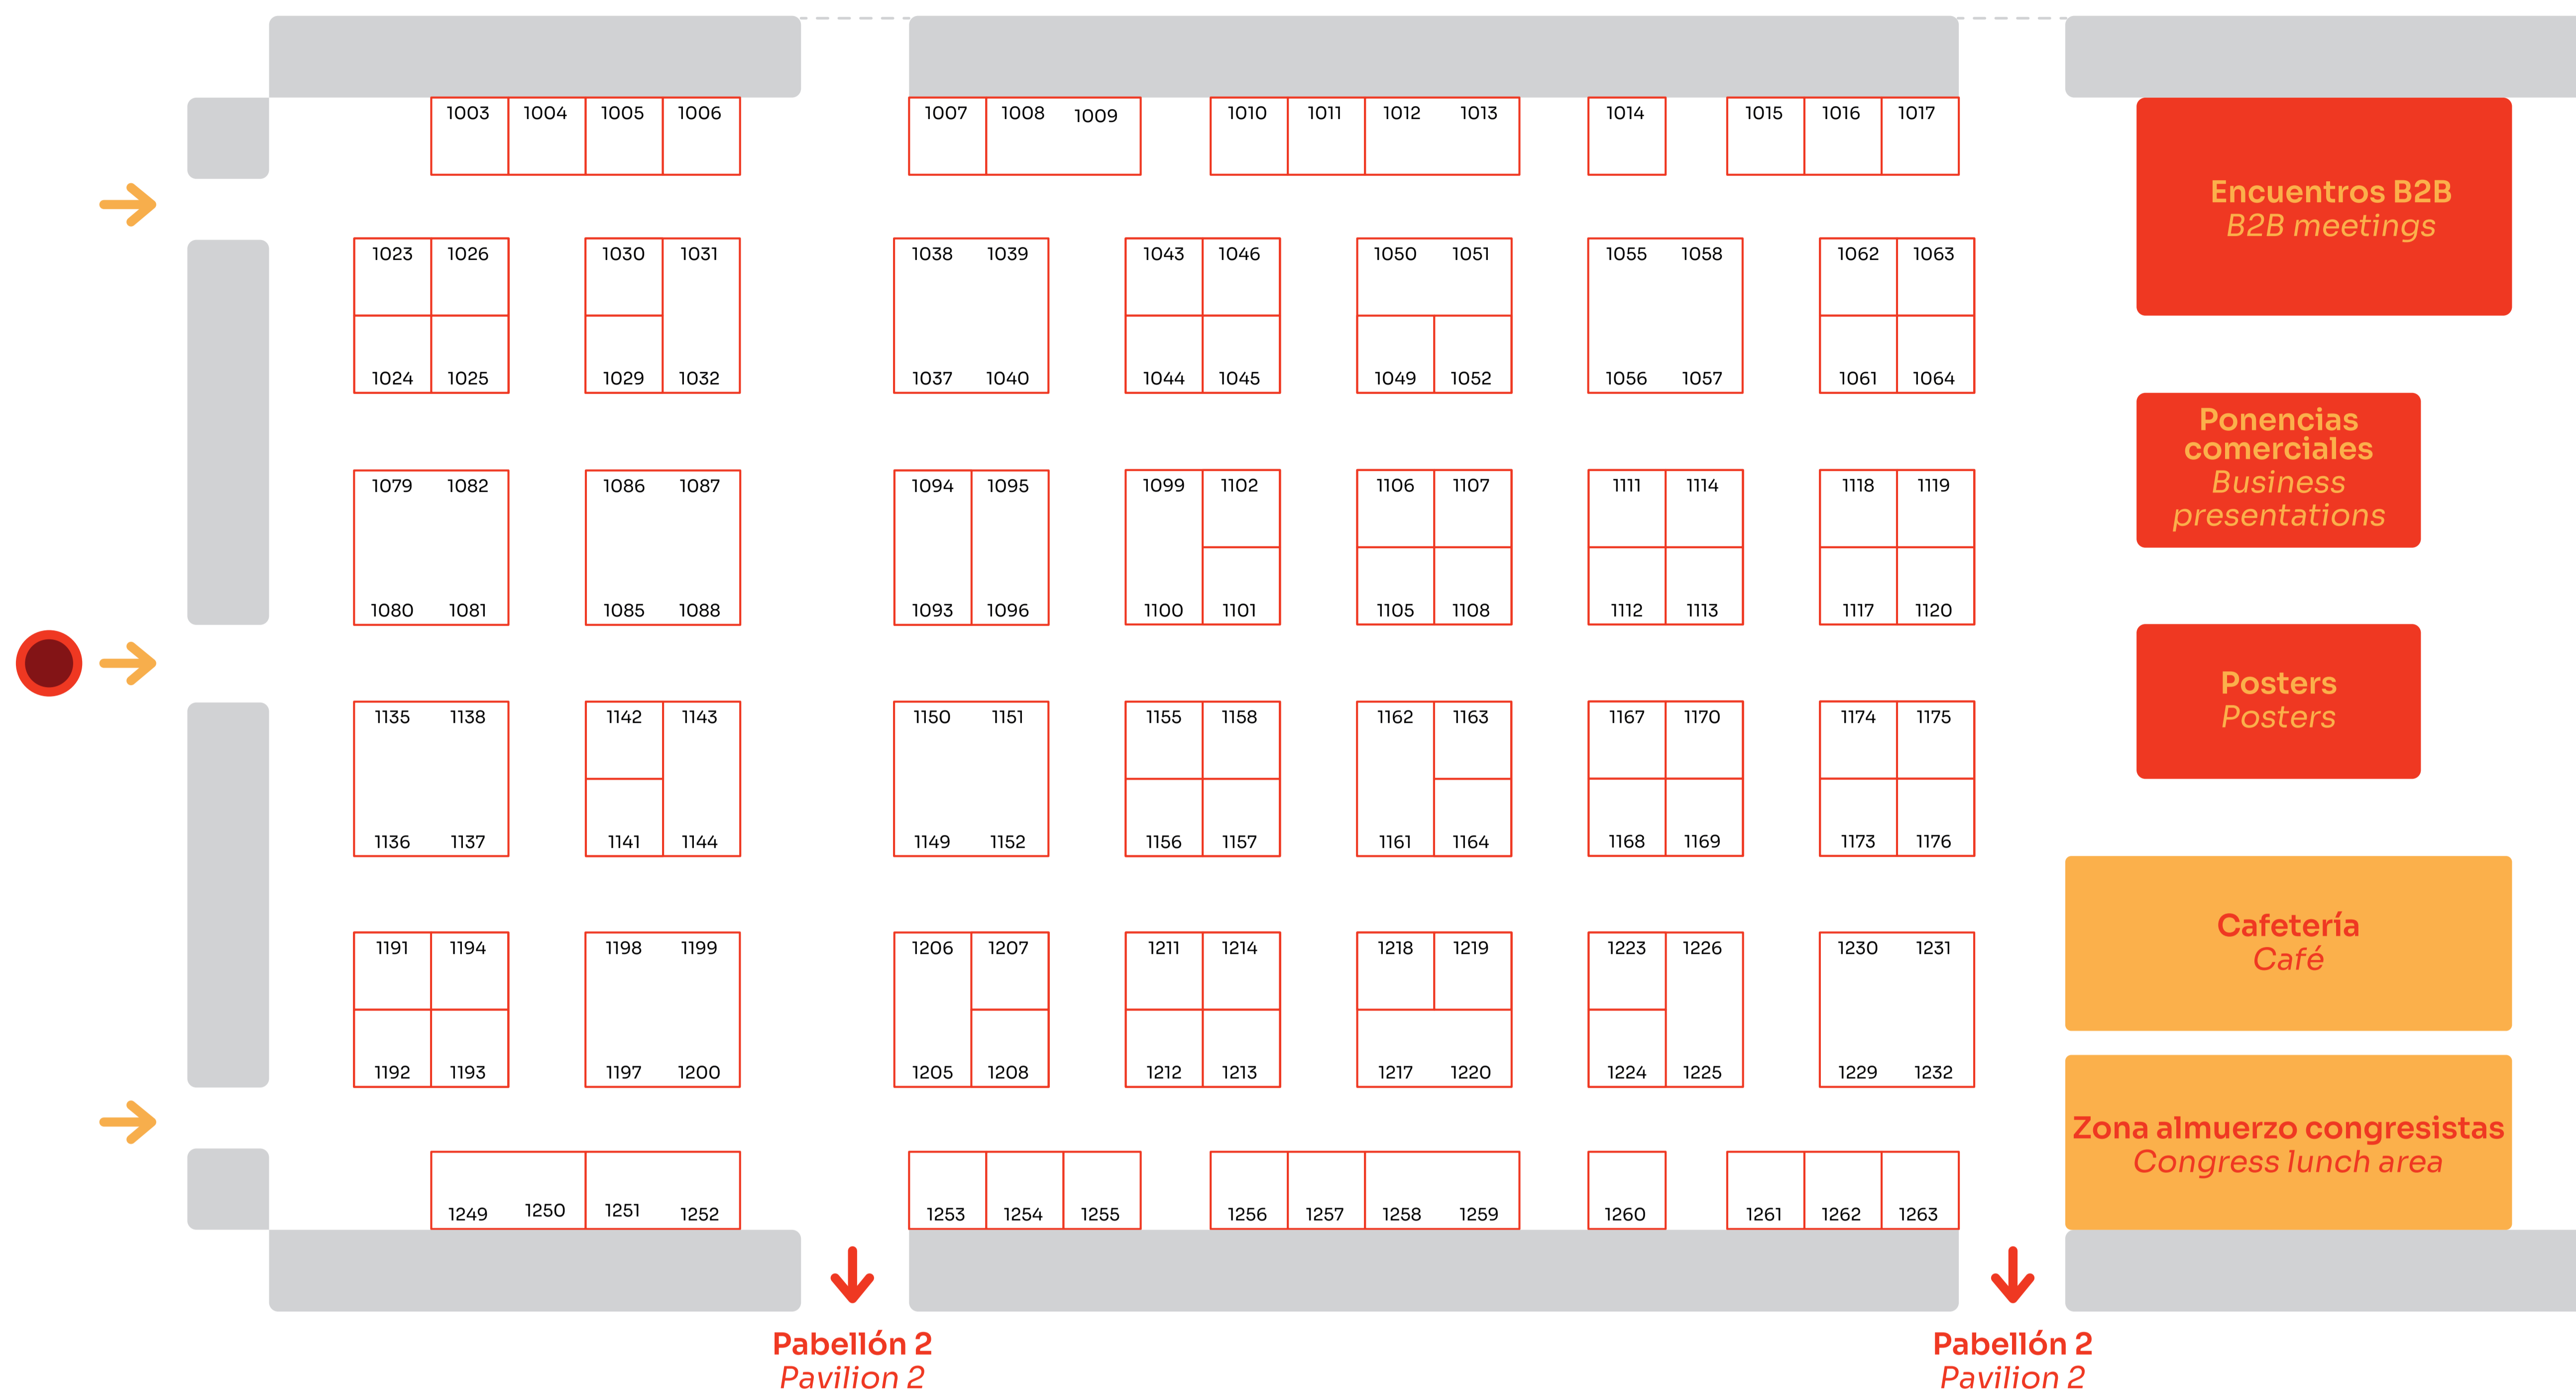 1003 1004 1005 1006 1007 1008 1009 1010 1011 1012 1013 1014 1015 1016 1017
Encuentros B2B
B2B meetings
1023 1026 1030 1031 1038 1039 1043 1046 1050 1051 1055 1058 1062 1063
1024 1025 1029 1032 1037 1040 1044 1045 1049 1052 1056 1057 1061 1064
Ponencias
comerciales
Business
presentations
1079 1082 1086 1087 1094 1095 1099 1102 1106 1107 1111 1114 1118 1119
1080 1081 1085 1088 1093 1096 1100 1101 1105 1108 1112 1113 1117 1120
Posters
Posters
1135 1138 1142 1143 1150 1151 1155 1158 1162 1163 1167 1170 1174 1175
1136 1137 1141 1144 1149 1152 1156 1157 1161 1164 1168 1169 1173 1176
Cafetería
Café
1191 1194 1198 1199 1206 1207 1211 1214 1218 1219 1223 1226 1230 1231
1192 1193 1197 1200 1205 1208 1212 1213 1217 1220 1224 1225 1229 1232
Zona almuerzo congresistas
Congress lunch area
1249 1250 1251 1252 1253 1254 1255 1256 1257 1258 1259 1260 1261 1262 1263
Pabellón 2
Pavilion 2
Pabellón 2
Pavilion 2